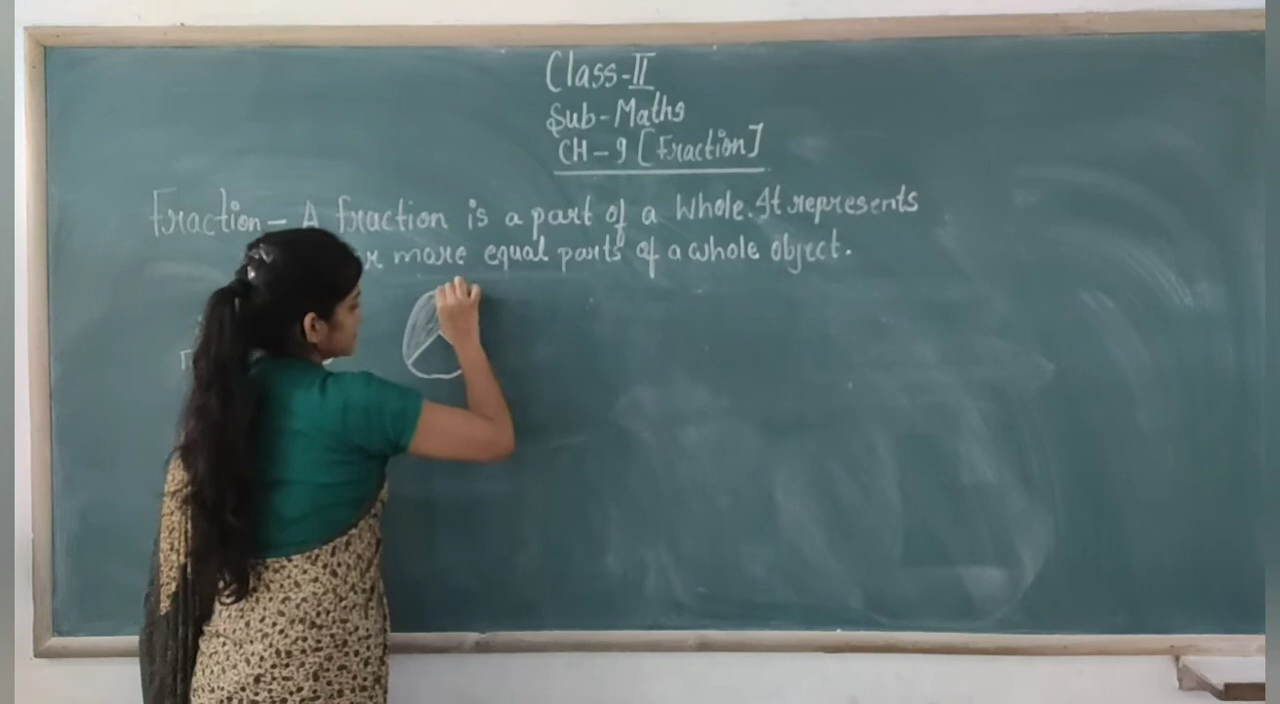 Class-II
Sub-Maths
CH-9 [Fraction]
Fraction - A fraction is a part of a whole. It represents
more equal parts of a whole object.